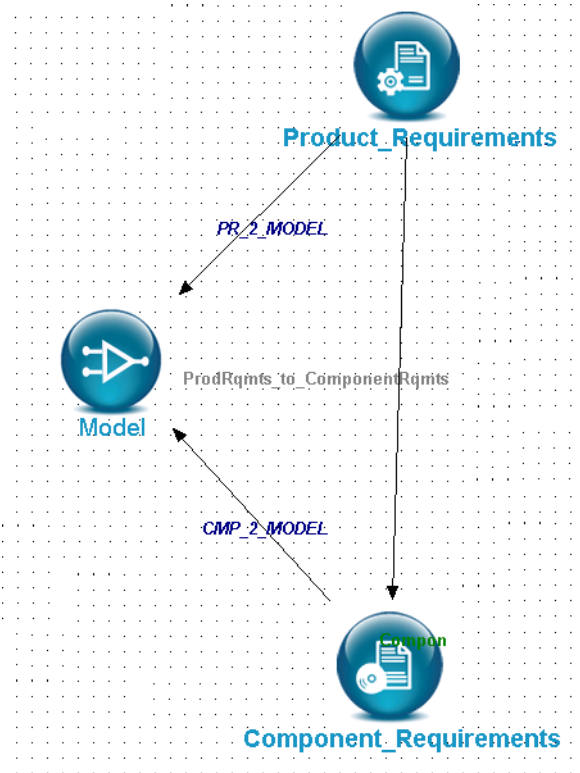 Product_Requirements
PR_2_MODEL
ProdRqmts_to_ComponentRqmts
Model
CMP_2_MODEL
Compon
Component_Requirements